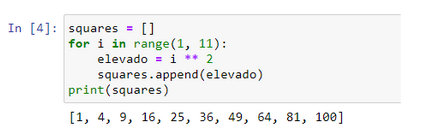 In [4]: squares = []
for i in range(1, 11):
    elevado = i ** 2
    squares.append(elevado)
print(squares)
[1, 4, 9, 16, 25, 36, 49, 64, 81, 100]